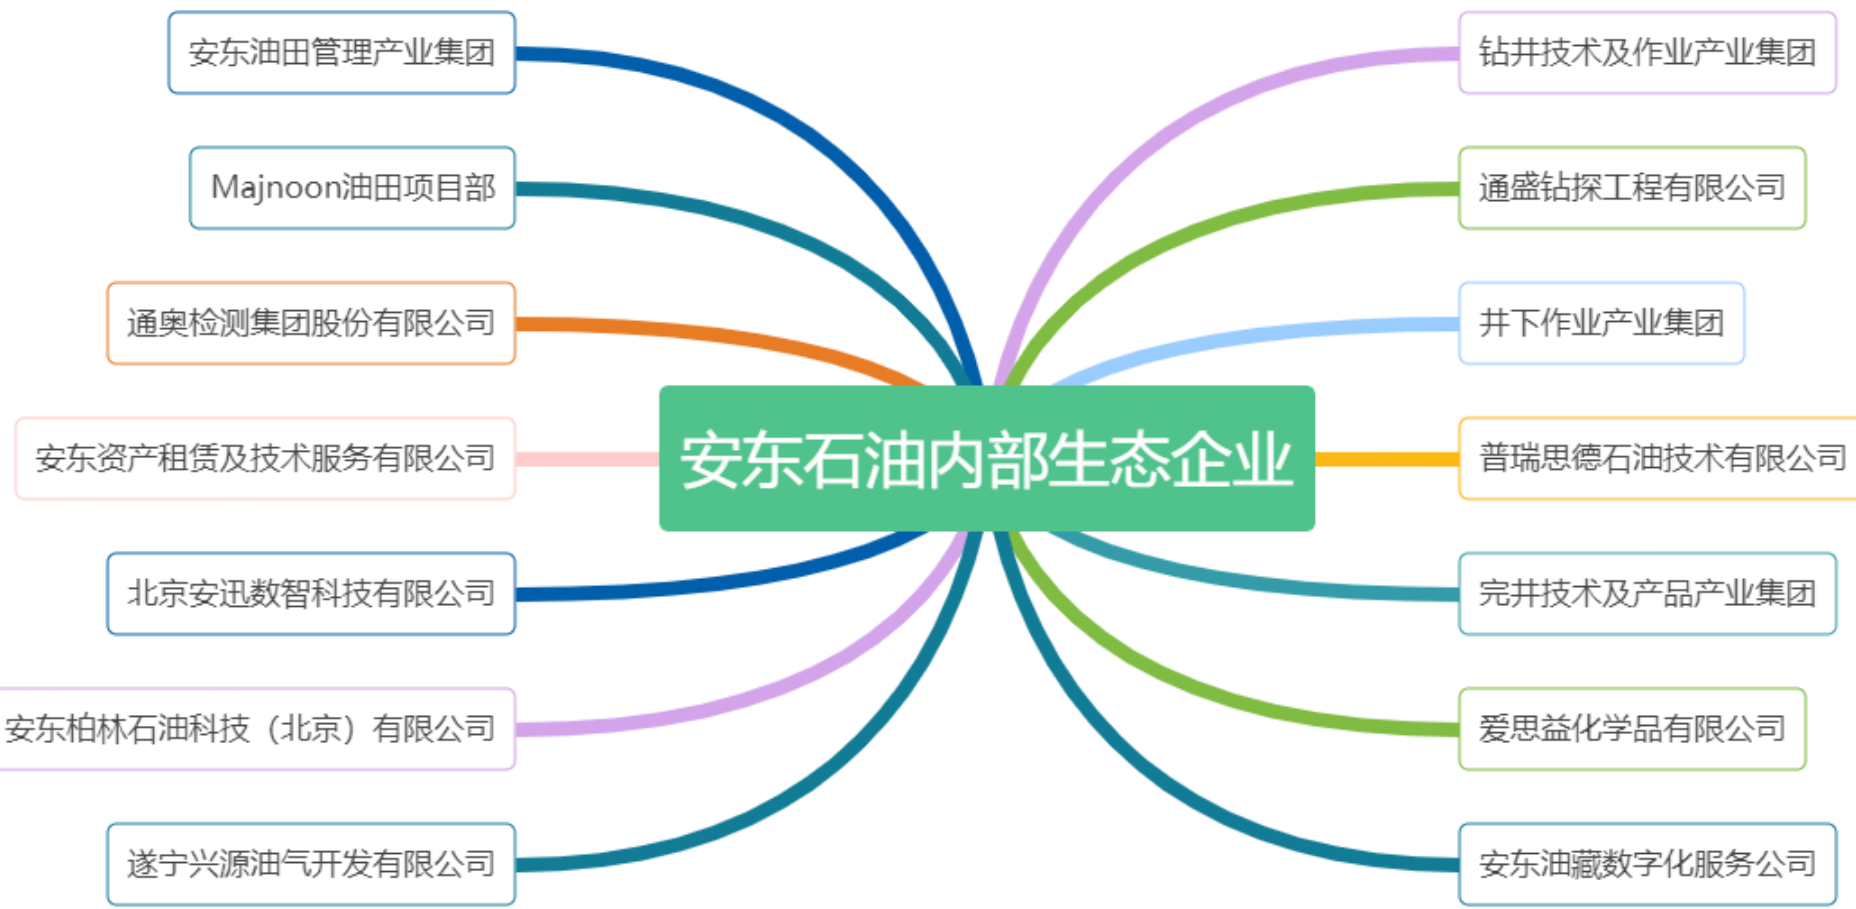 安东油田管理产业集团
Majnoon油田项目部
通奥检测集团股份有限公司
安东资产租赁及技术服务有限公司
北京安迅数智科技有限公司
安东柏林石油科技（北京）有限公司
遂宁兴源油气开发有限公司
安东石油内部生态企业
钻井技术及作业产业集团
通盛钻探工程有限公司
井下作业产业集团
普瑞思德石油技术有限公司
完井技术及产品产业集团
爱思益化学品有限公司
安东油藏数字化服务公司